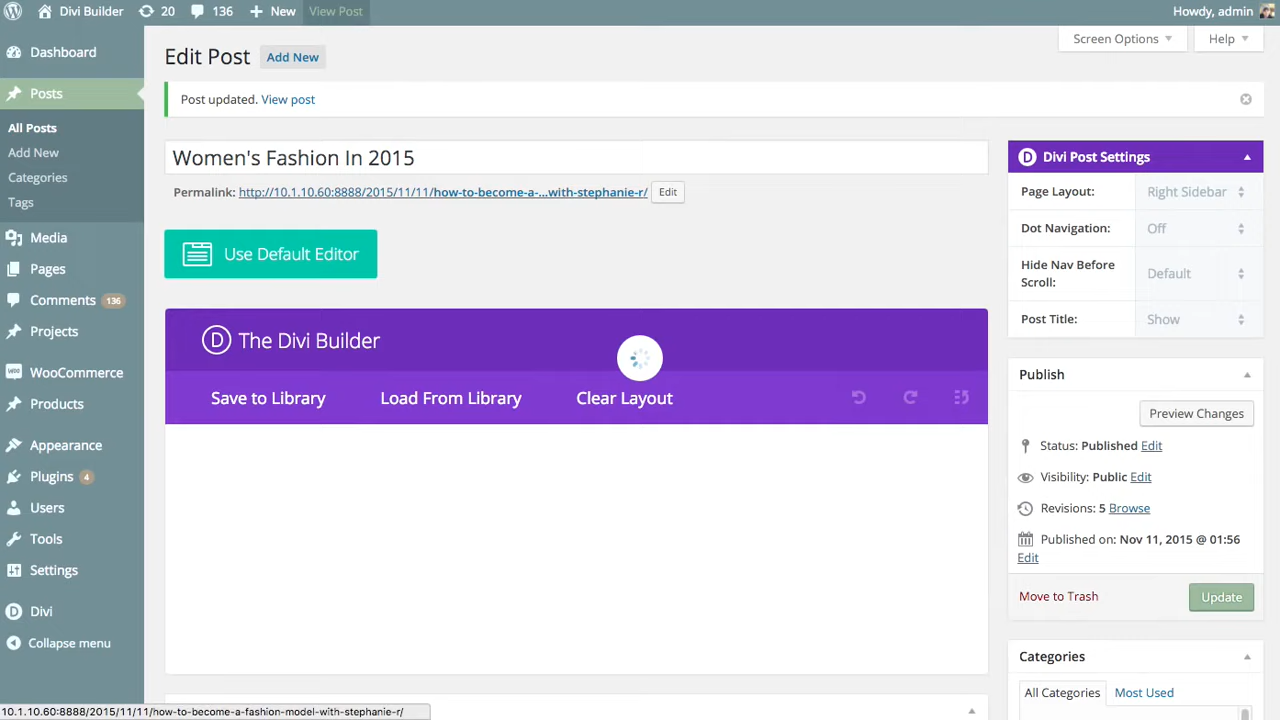 Divi Builder 20 136 New View Post Howdy, admin
Screen Options Help
Dashboard
Posts
All Posts
Add New
Categories
Tags
Media
Pages
Comments 136
Projects
WooCommerce
Products
Appearance
Plugins 4
Users
Tools
Settings
Divi
Collapse menu
Edit Post Add New
Post updated. View post
Women's Fashion In 2015
Permalink: http://10.1.10.60:8888/2015/11/11/how-to-become-a-...with-stephanie-r/ Edit
Use Default Editor
D The Divi Builder
Save to Library Load From Library Clear Layout
D Divi Post Settings
Page Layout: Right Sidebar
Dot Navigation: Off
Hide Nav Before
Scroll:
Default
Post Title: Show
Publish
Preview Changes
Status: Published Edit
Visibility: Public Edit
Revisions: 5 Browse
Published on: Nov 11, 2015 @ 01:56
Edit
Move to Trash Update
Categories
All Categories Most Used
10.1.10.60:8888/2015/11/11/how-to-become-a-fashion-model-with-stephanie-r/